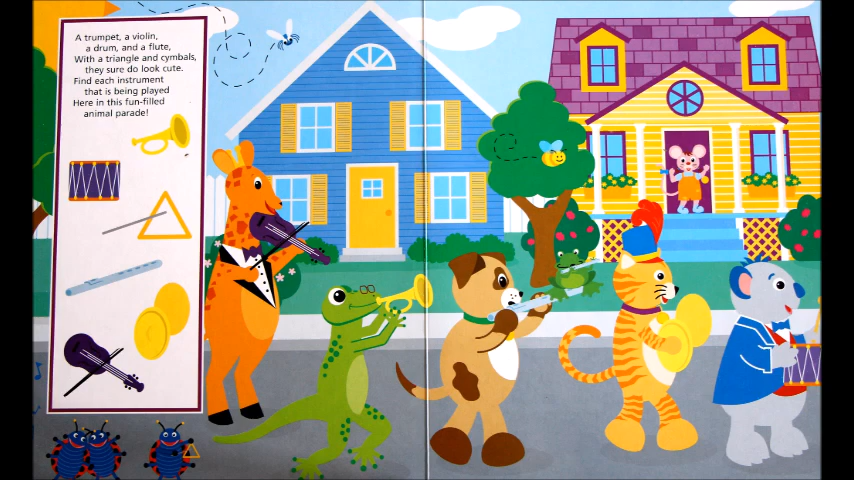 A trumpet, a violin,
a drum, and a flute,
With a triangle and cymbals,
they sure do look cute.
Find each instrument
that is being played
Here in this fun-filled
animal parade!